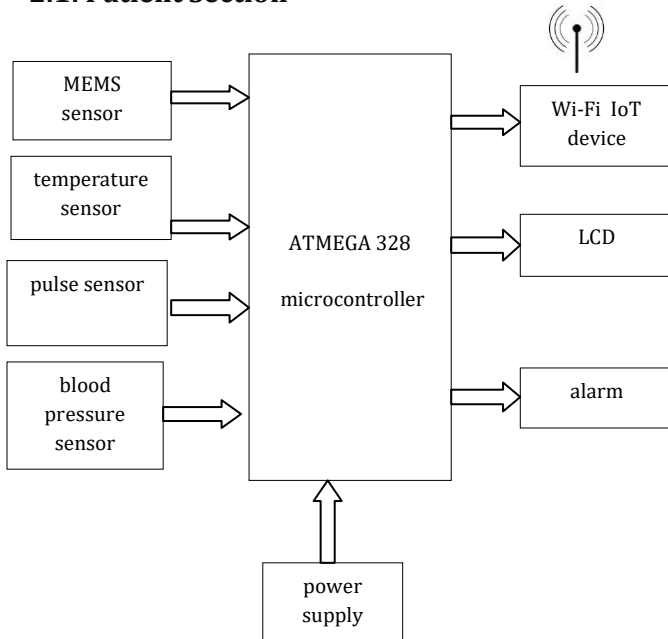 2.1. Patient section
MEMS
sensor
temperature
sensor
pulse sensor
blood
pressure
sensor
ATMEGA 328
microcontroller
Wi-Fi IoT
device
LCD
alarm
power
supply